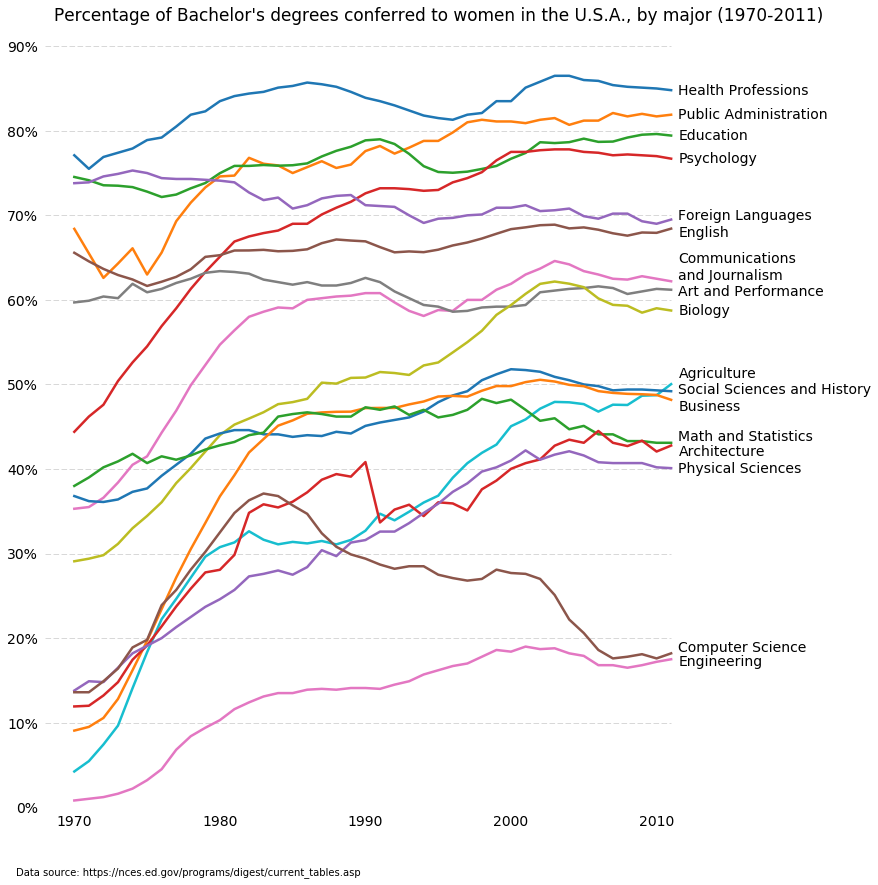 Percentage of Bachelor's degrees conferred to women in the U.S.A., by major (1970-2011)
90%
80%
70%
60%
50%
40%
30%
20%
10%
0%
Health Professions
Public Administration
Education
Psychology
Foreign Languages
English
Communications
and Journalism
Art and Performance
Biology
Agriculture
Social Sciences and History
Business
Math and Statistics
Architecture
Physical Sciences
Computer Science
Engineering
1970 1980 1990 2000 2010
Data source: https://nces.ed.gov/programs/digest/current_tables.asp